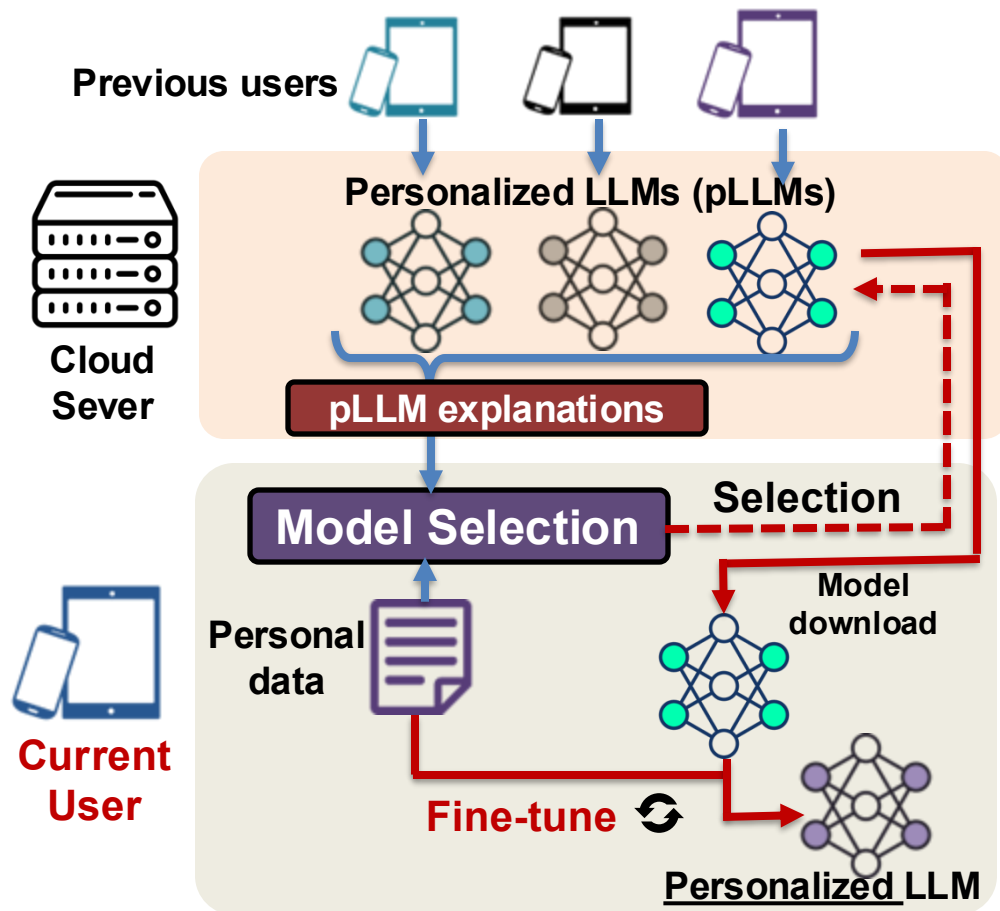 Previous users
Personalized LLMs (pLLMs)
Cloud
Sever
pLLM explanations
Model Selection
Selection
Model
download
Personal
data
Current
User
Fine-tune
Personalized LLM